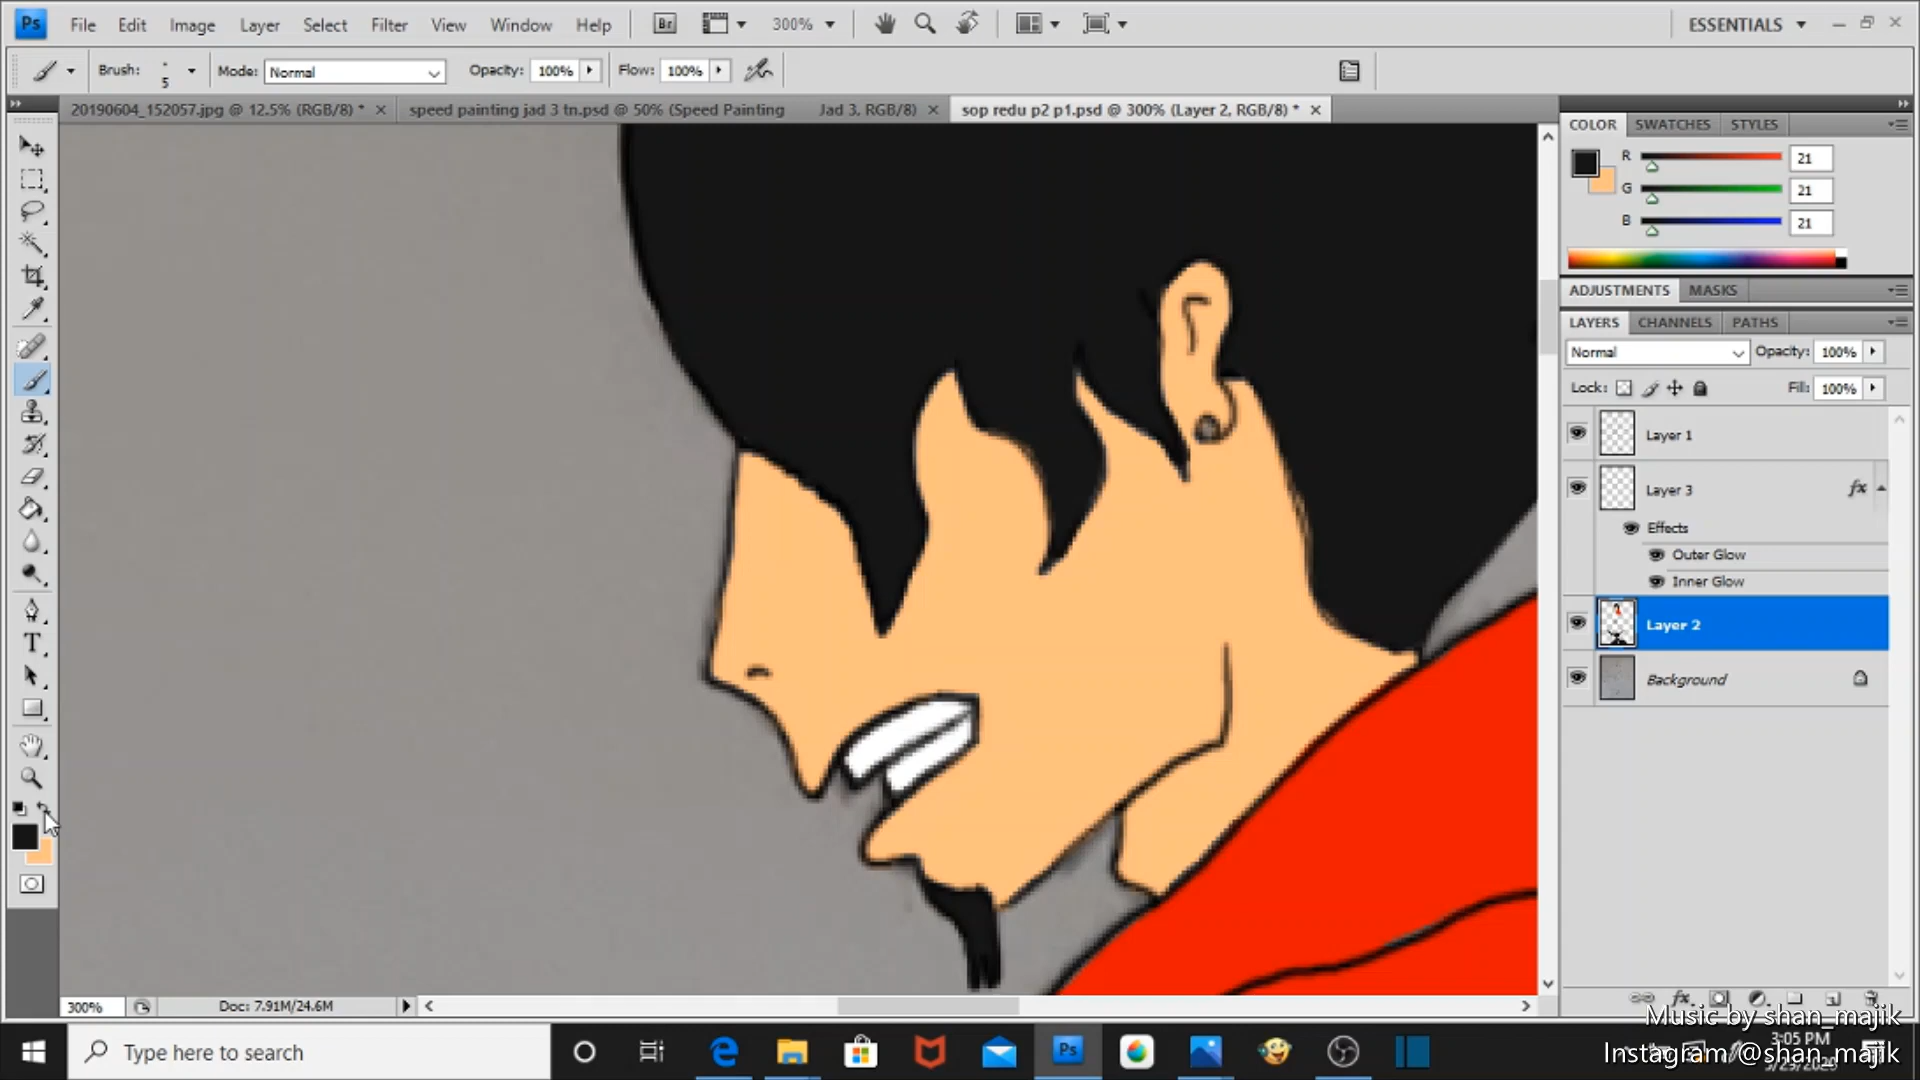 Ps File Edit Image Layer Select Filter View Window Help Br 300% ESSENTIALS
Brush: 5 Mode: Normal Opacity: 100% Flow: 100%
20190604_152057.jpg @ 12.5% (RGB/8) * speed painting jad 3 tn.psd @ 50% (Speed Painting Jad 3, RGB/8) sop redu p2 p1.psd @ 300% (Layer 2, RGB/8) *
COLOR SWATCHES STYLES
R 21
G 21
B 21
ADJUSTMENTS MASKS
LAYERS CHANNELS PATHS
Normal Opacity: 100%
Lock: Fill: 100%
Layer 1
Layer 3 fx
Effects
Outer Glow
Inner Glow
Layer 2
Background
T
300% Doc: 7.91M/24.6M
fx
Music by shan_majik
Type here to search Ps 3:05 PM
Instagram @shan_majik